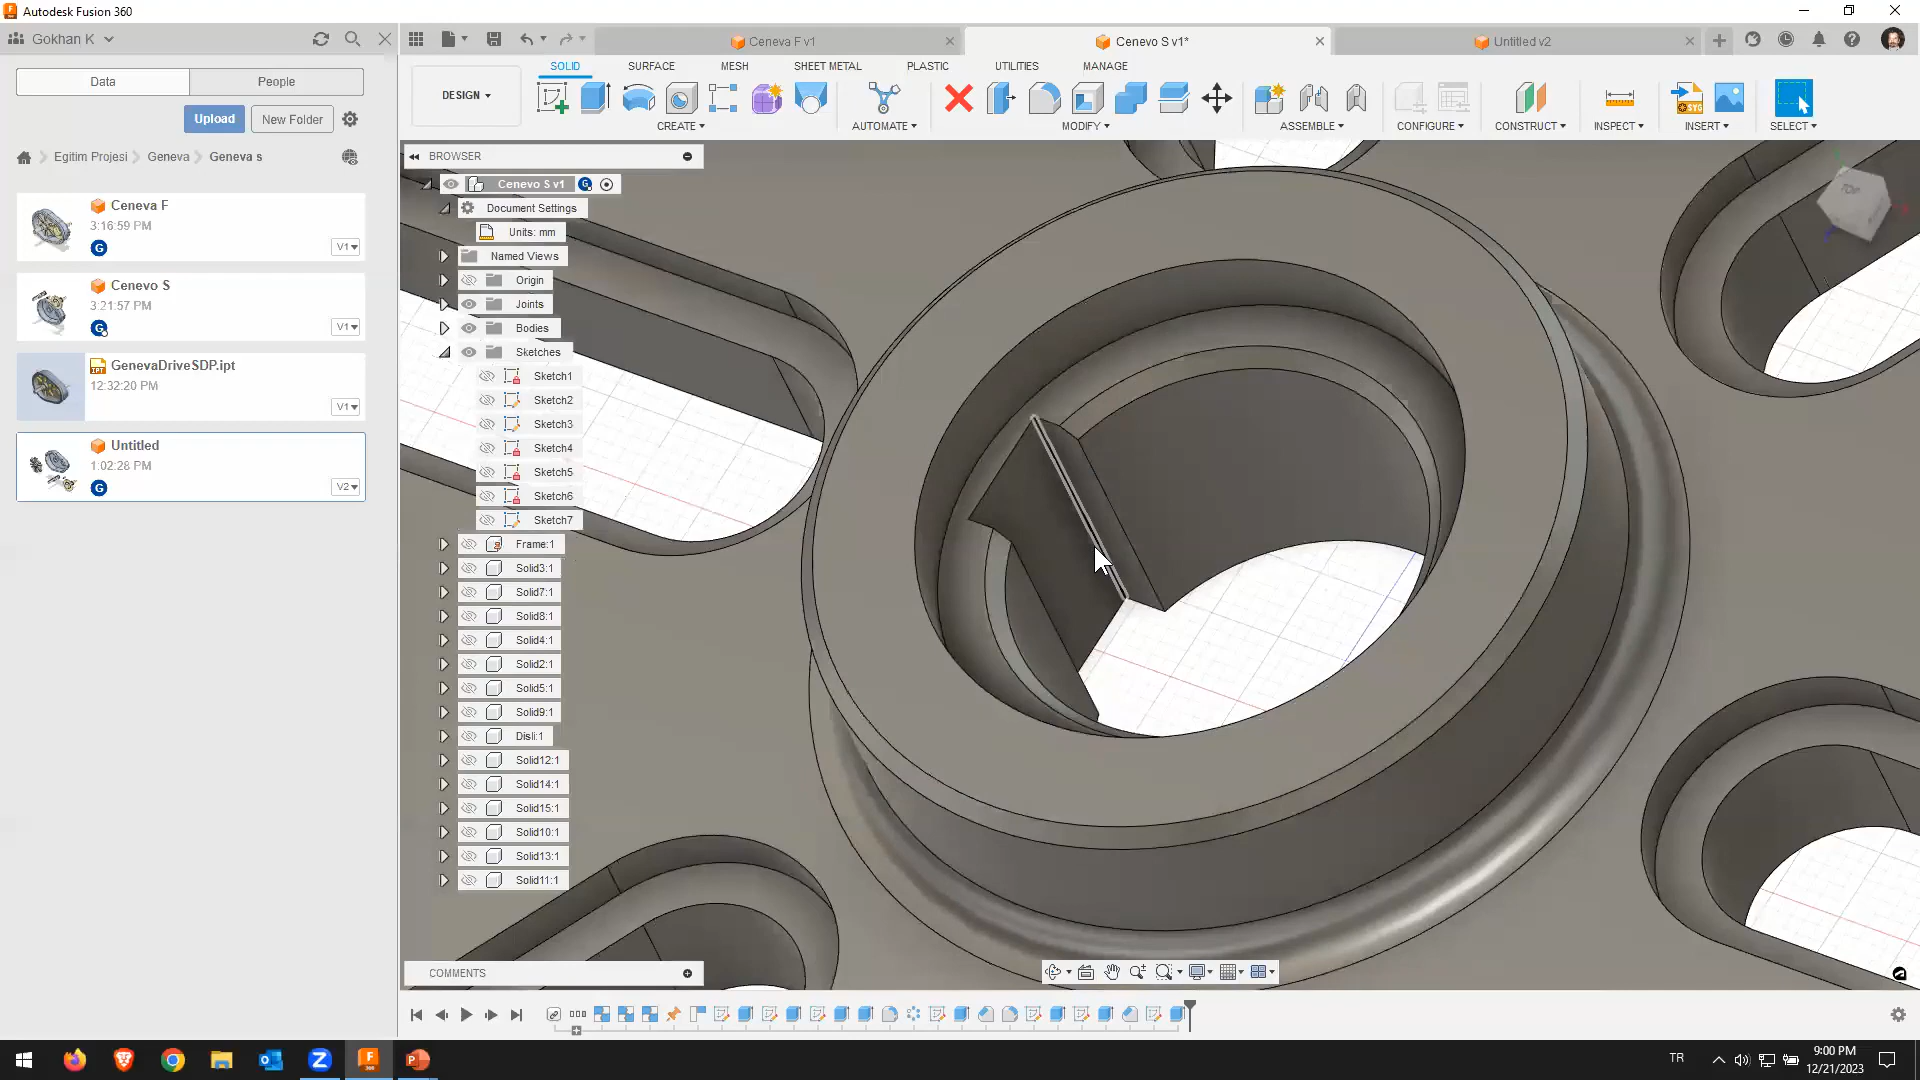 Autodesk Fusion 360
Gokhan K
Ceneva F v1
Cenevo S v1*
Untitled v2
Data
People
Upload
New Folder
Egitim Projesi
Geneva
Geneva s
Ceneva F
3:16:59 PM
V1
Cenevo S
3:21:57 PM
V1
GenevaDriveSDP.ipt
12:32:20 PM
V1
Untitled
1:02:28 PM
V2
DESIGN
SOLID
SURFACE
MESH
SHEET METAL
PLASTIC
UTILITIES
MANAGE
CREATE
AUTOMATE
MODIFY
ASSEMBLE
CONFIGURE
CONSTRUCT
INSPECT
INSERT
SELECT
BROWSER
Cenevo S v1
Document Settings
Units: mm
Named Views
Origin
Joints
Bodies
Sketches
Sketch1
Sketch2
Sketch3
Sketch4
Sketch5
Sketch6
Sketch7
Frame:1
Solid3:1
Solid7:1
Solid8:1
Solid4:1
Solid2:1
Solid5:1
Solid9:1
Disli:1
Solid12:1
Solid14:1
Solid15:1
Solid10:1
Solid13:1
Solid11:1
TOP
COMMENTS
TR
9:00 PM
12/21/2023